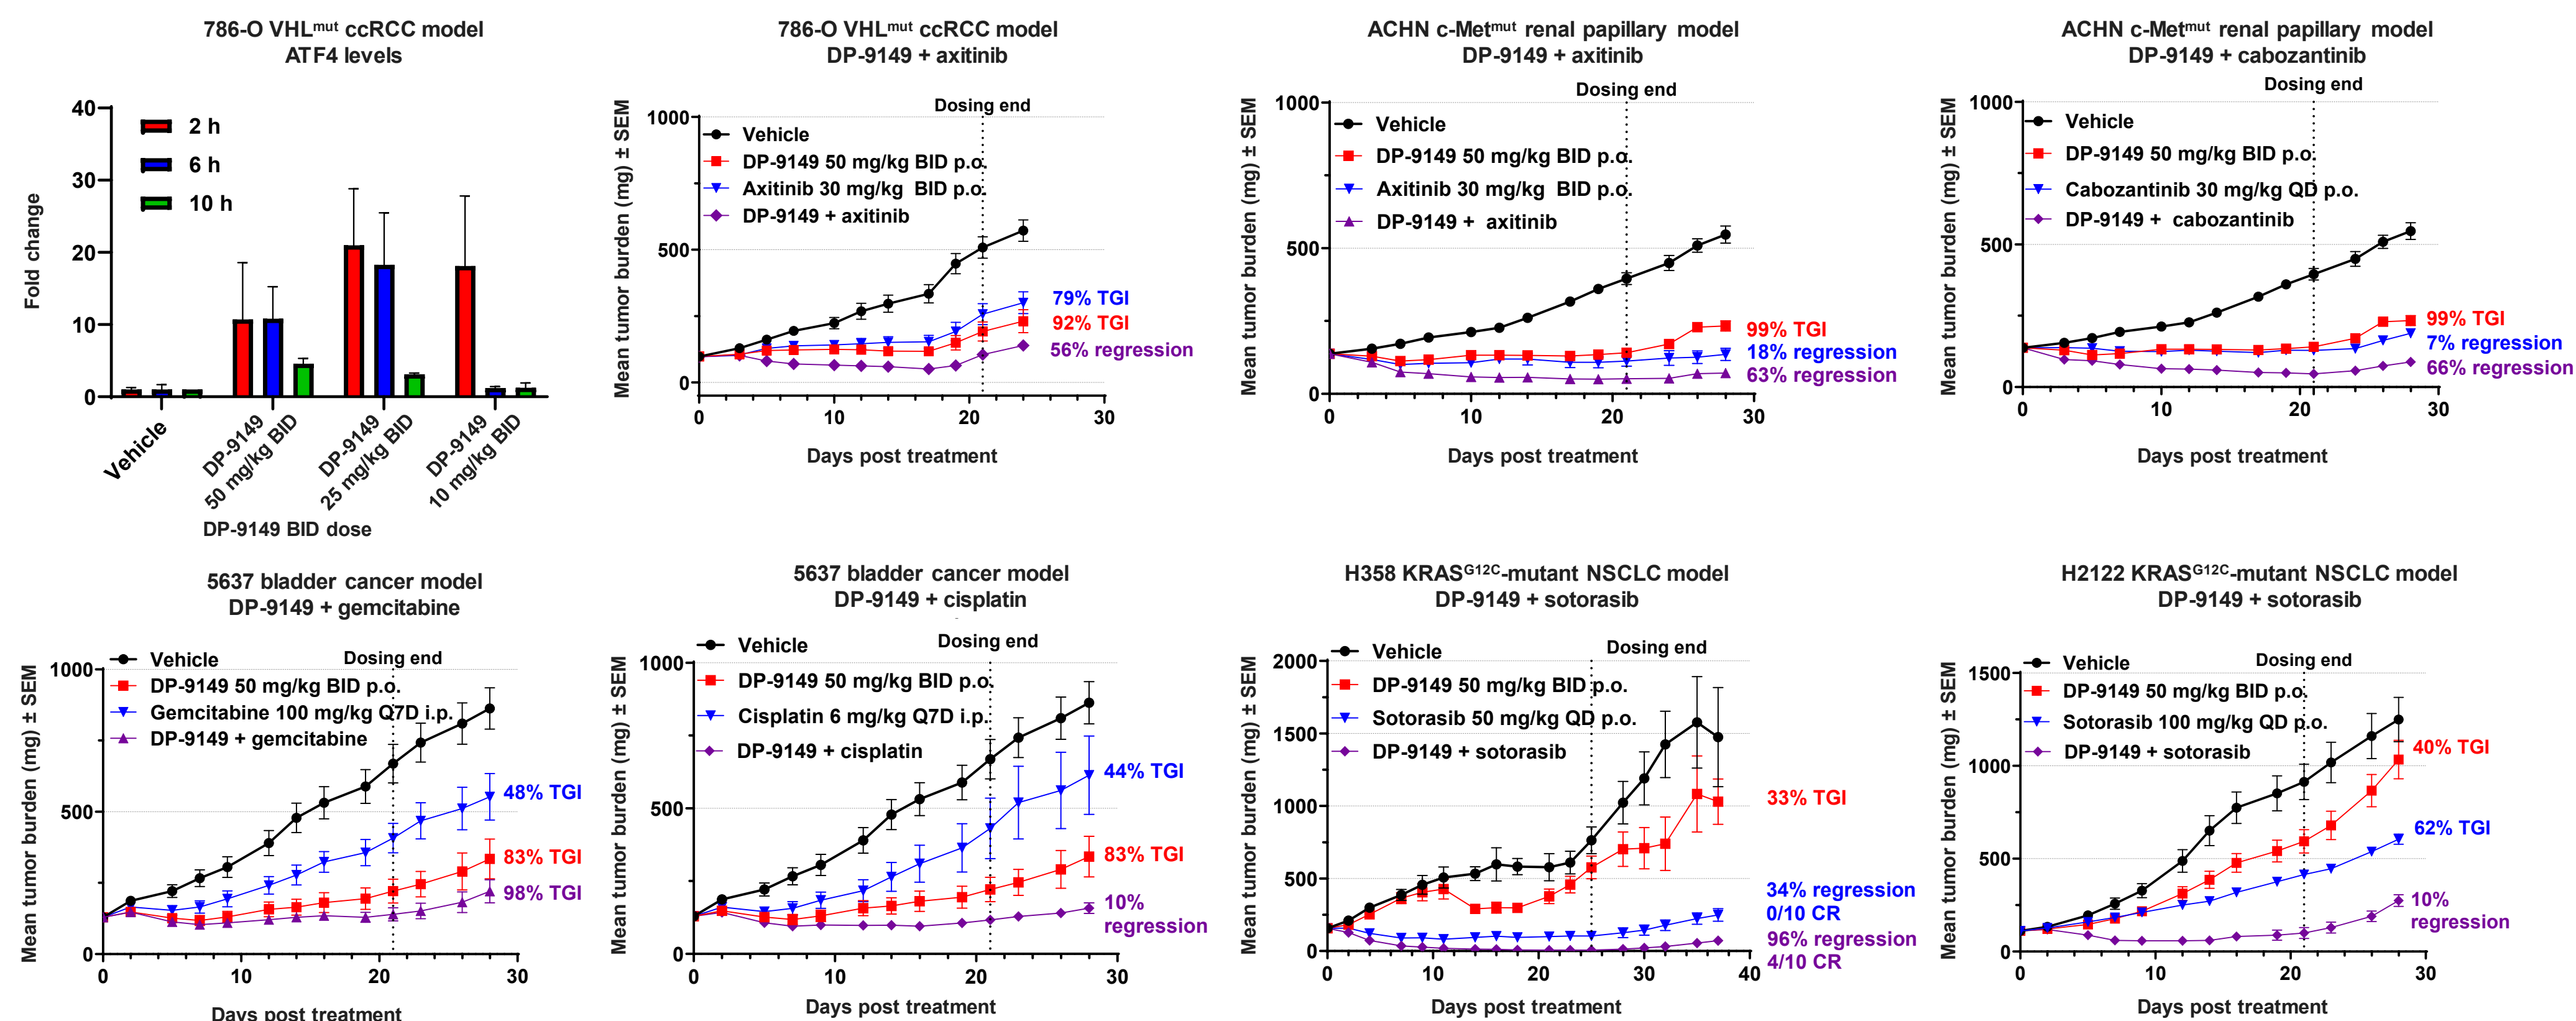 786-O VHLmut ccRCC model
ATF4 levels
Fold change
40
30
20
10
0
2 h
6 h
10 h
Vehicle
DP-9149
50 mg/kg BID
DP-9149
25 mg/kg BID
DP-9149
10 mg/kg BID
DP-9149 BID dose
786-O VHLmut ccRCC model
DP-9149 + axitinib
Dosing end
Mean tumor burden (mg) ± SEM
1000
500
0
Vehicle
DP-9149 50 mg/kg BID p.o.
Axitinib 30 mg/kg BID p.o.
DP-9149 + axitinib
79% TGI
92% TGI
56% regression
0 10 20 30
Days post treatment
ACHN c-Metmut renal papillary model
DP-9149 + axitinib
Dosing end
Mean tumor burden (mg) ± SEM
1000
500
0
Vehicle
DP-9149 50 mg/kg BID p.o.
Axitinib 30 mg/kg BID p.o.
DP-9149 + axitinib
99% TGI
18% regression
63% regression
0 10 20 30
Days post treatment
ACHN c-Metmut renal papillary model
DP-9149 + cabozantinib
Dosing end
Mean tumor burden (mg) ± SEM
1000
500
0
Vehicle
DP-9149 50 mg/kg BID p.o.
Cabozantinib 30 mg/kg QD p.o.
DP-9149 + cabozantinib
99% TGI
7% regression
66% regression
0 10 20 30
Days post treatment
5637 bladder cancer model
DP-9149 + gemcitabine
Dosing end
Mean tumor burden (mg) ± SEM
1000
500
0
Vehicle
DP-9149 50 mg/kg BID p.o.
Gemcitabine 100 mg/kg Q7D i.p.
DP-9149 + gemcitabine
48% TGI
83% TGI
98% TGI
0 10 20 30
Days post treatment
5637 bladder cancer model
DP-9149 + cisplatin
Dosing end
Mean tumor burden (mg) ± SEM
1000
500
0
Vehicle
DP-9149 50 mg/kg BID p.o.
Cisplatin 6 mg/kg Q7D i.p.
DP-9149 + cisplatin
44% TGI
83% TGI
10%
regression
0 10 20 30
Days post treatment
H358 KRASG12C-mutant NSCLC model
DP-9149 + sotorasib
Dosing end
Mean tumor burden (mg) ± SEM
2000
1500
1000
500
0
Vehicle
DP-9149 50 mg/kg BID p.o.
Sotorasib 50 mg/kg QD p.o.
DP-9149 + sotorasib
33% TGI
34% regression
0/10 CR
96% regression
4/10 CR
0 10 20 30 40
Days post treatment
H2122 KRASG12C-mutant NSCLC model
DP-9149 + sotorasib
Dosing end
Mean tumor burden (mg) ± SEM
1500
1000
500
0
Vehicle
DP-9149 50 mg/kg BID p.o.
Sotorasib 100 mg/kg QD p.o.
DP-9149 + sotorasib
40% TGI
62% TGI
10%
regression
0 10 20 30
Days post treatment